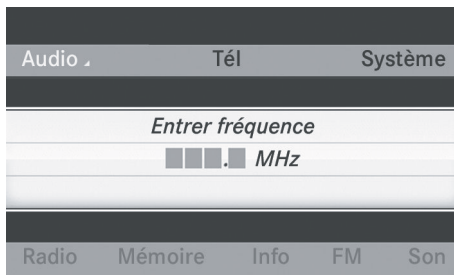 Audio Tél Système
Entrer fréquence
. MHz
Radio Mémoire Info FM Son